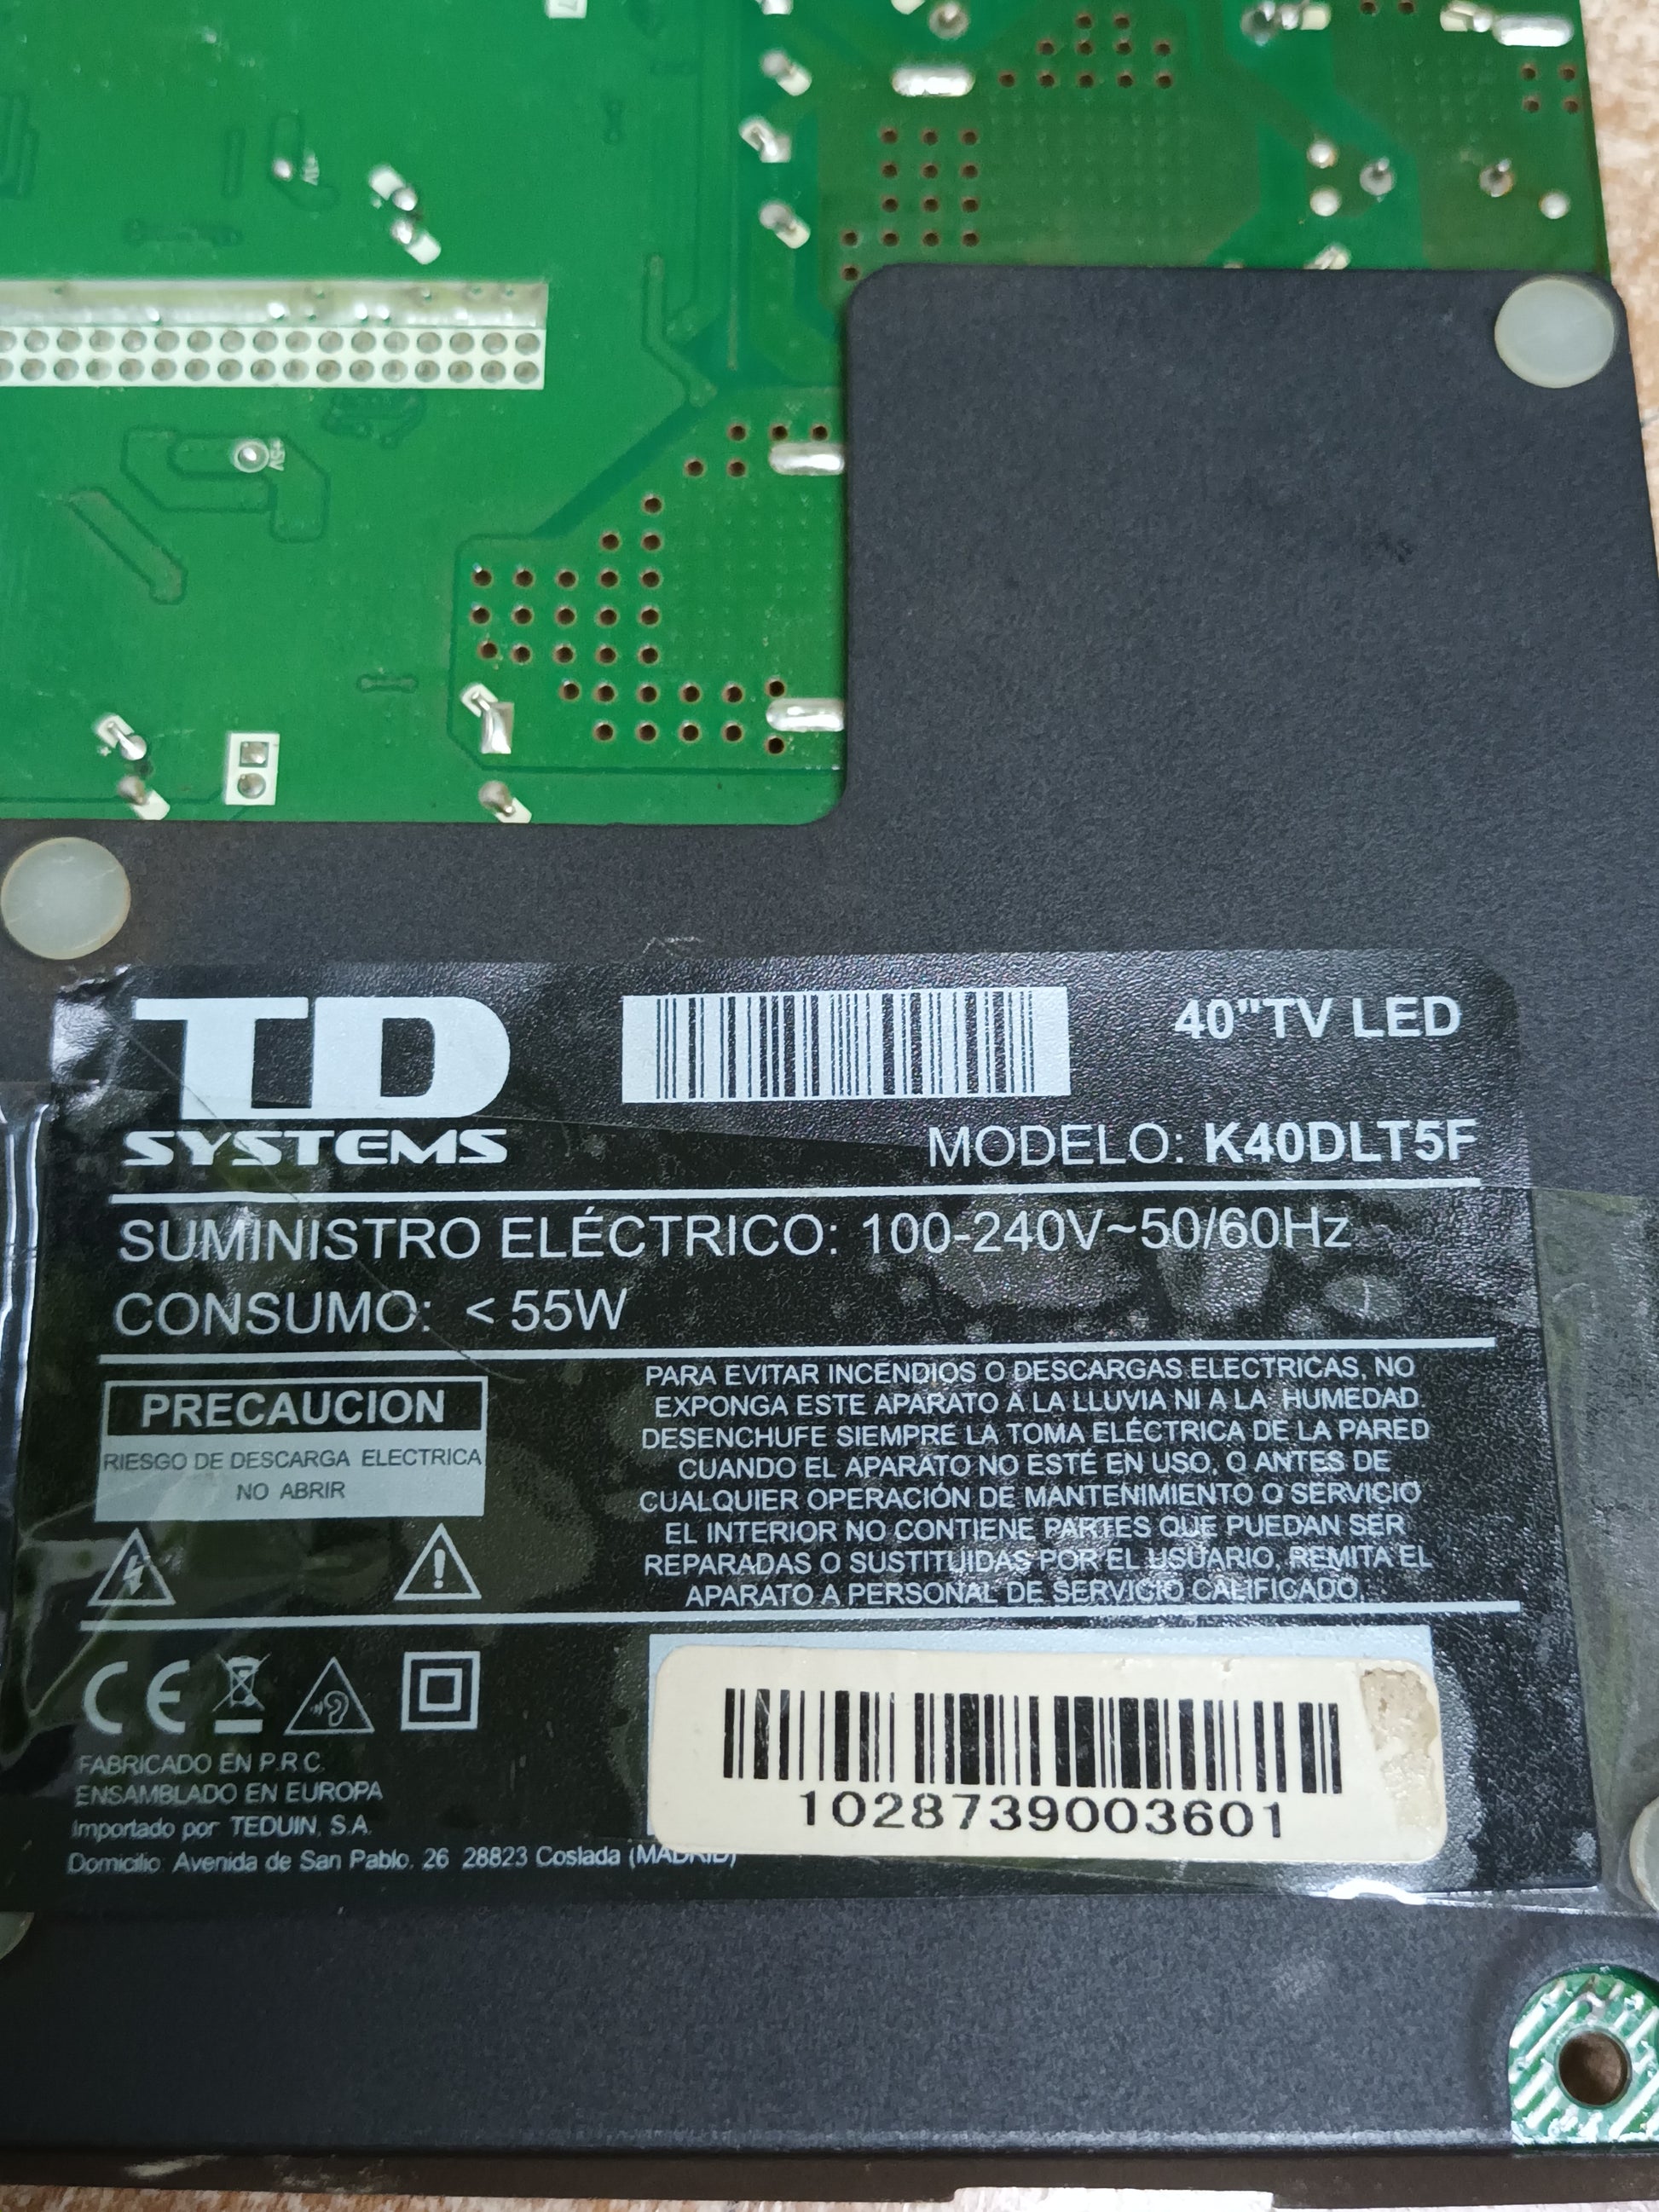 +5V
TD
SYSTEMS
40"TV LED
MODELO: K40DLT5F
SUMINISTRO ELÉCTRICO: 100-240V~50/60Hz
CONSUMO: < 55W
PRECAUCION
RIESGO DE DESCARGA ELECTRICA
NO ABRIR
PARA EVITAR INCENDIOS O DESCARGAS ELECTRICAS, NO
EXPONGA ESTE APARATO A LA LLUVIA NI A LA HUMEDAD
DESENCHUFE SIEMPRE LA TOMA ELÉCTRICA DE LA PARED
CUANDO EL APARATO NO ESTÉ EN USO, O ANTES DE
CUALQUIER OPERACIÓN DE MANTENIMIENTO O SERVICIO
EL INTERIOR NO CONTIENE PARTES QUE PUEDAN SER
REPARADAS O SUSTITUIDAS POR EL USUARIO, REMITA EL
APARATO A PERSONAL DE SERVICIO CALIFICADO.
CE
FABRICADO EN P.R.C.
ENSAMBLADO EN EUROPA
Importado por: TEDUIN, S.A.
Domicilio: Avenida de San Pablo, 26 28823 Coslada (MADRID)
1028739003601